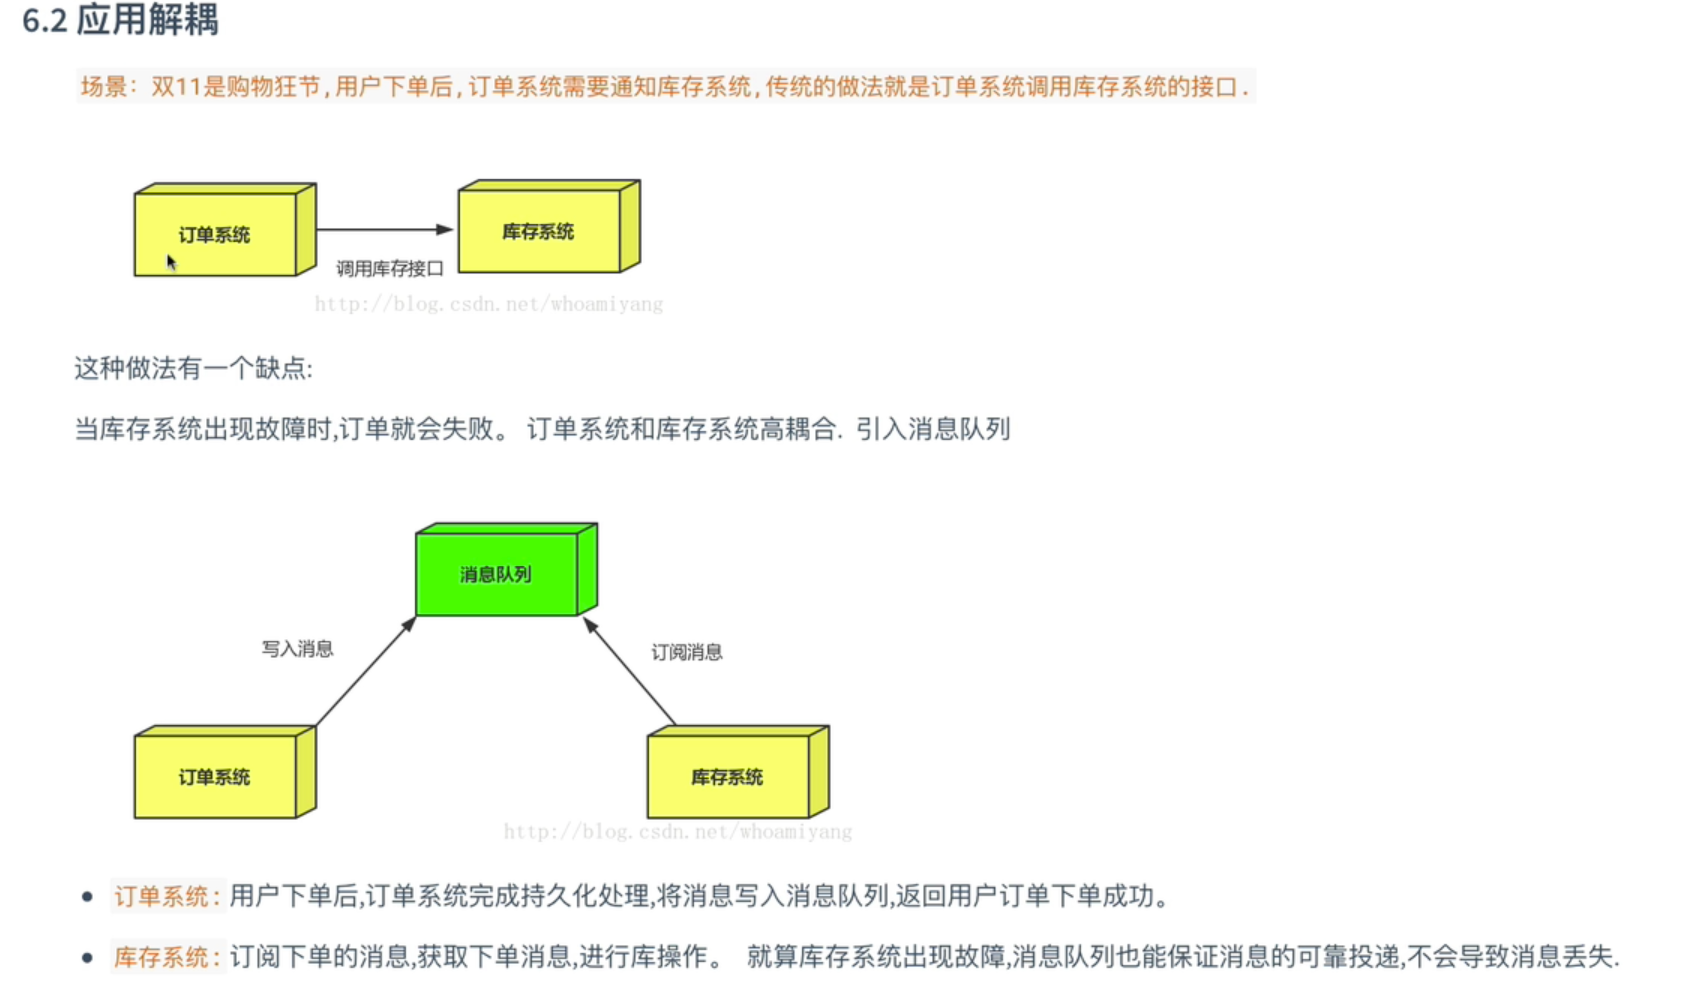 6.2 应用解耦
场景：双11是购物狂节,用户下单后,订单系统需要通知库存系统,传统的做法就是订单系统调用库存系统的接口.
订单系统
库存系统
调用库存接口
http://blog.csdn.net/whoamiyang
这种做法有一个缺点:
当库存系统出现故障时,订单就会失败。 订单系统和库存系统高耦合. 引入消息队列
消息队列
写入消息
订阅消息
订单系统
库存系统
http://blog.csdn.net/whoamiyang
订单系统:用户下单后,订单系统完成持久化处理,将消息写入消息队列,返回用户订单下单成功。
库存系统:订阅下单的消息,获取下单消息,进行库操作。 就算库存系统出现故障,消息队列也能保证消息的可靠投递,不会导致消息丢失.